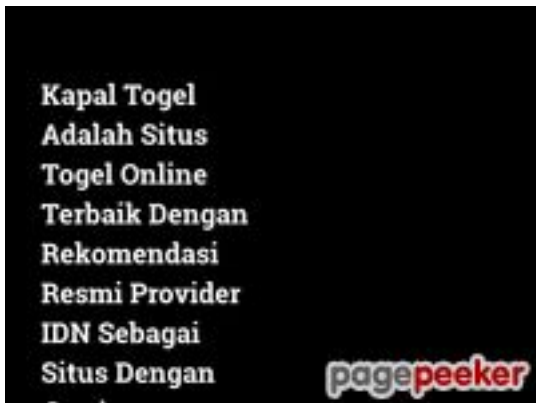 Kapal Togel
Adalah Situs
Togel Online
Terbaik Dengan
Rekomendasi
Resmi Provider
IDN Sebagai
Situs Dengan
pagepeeker